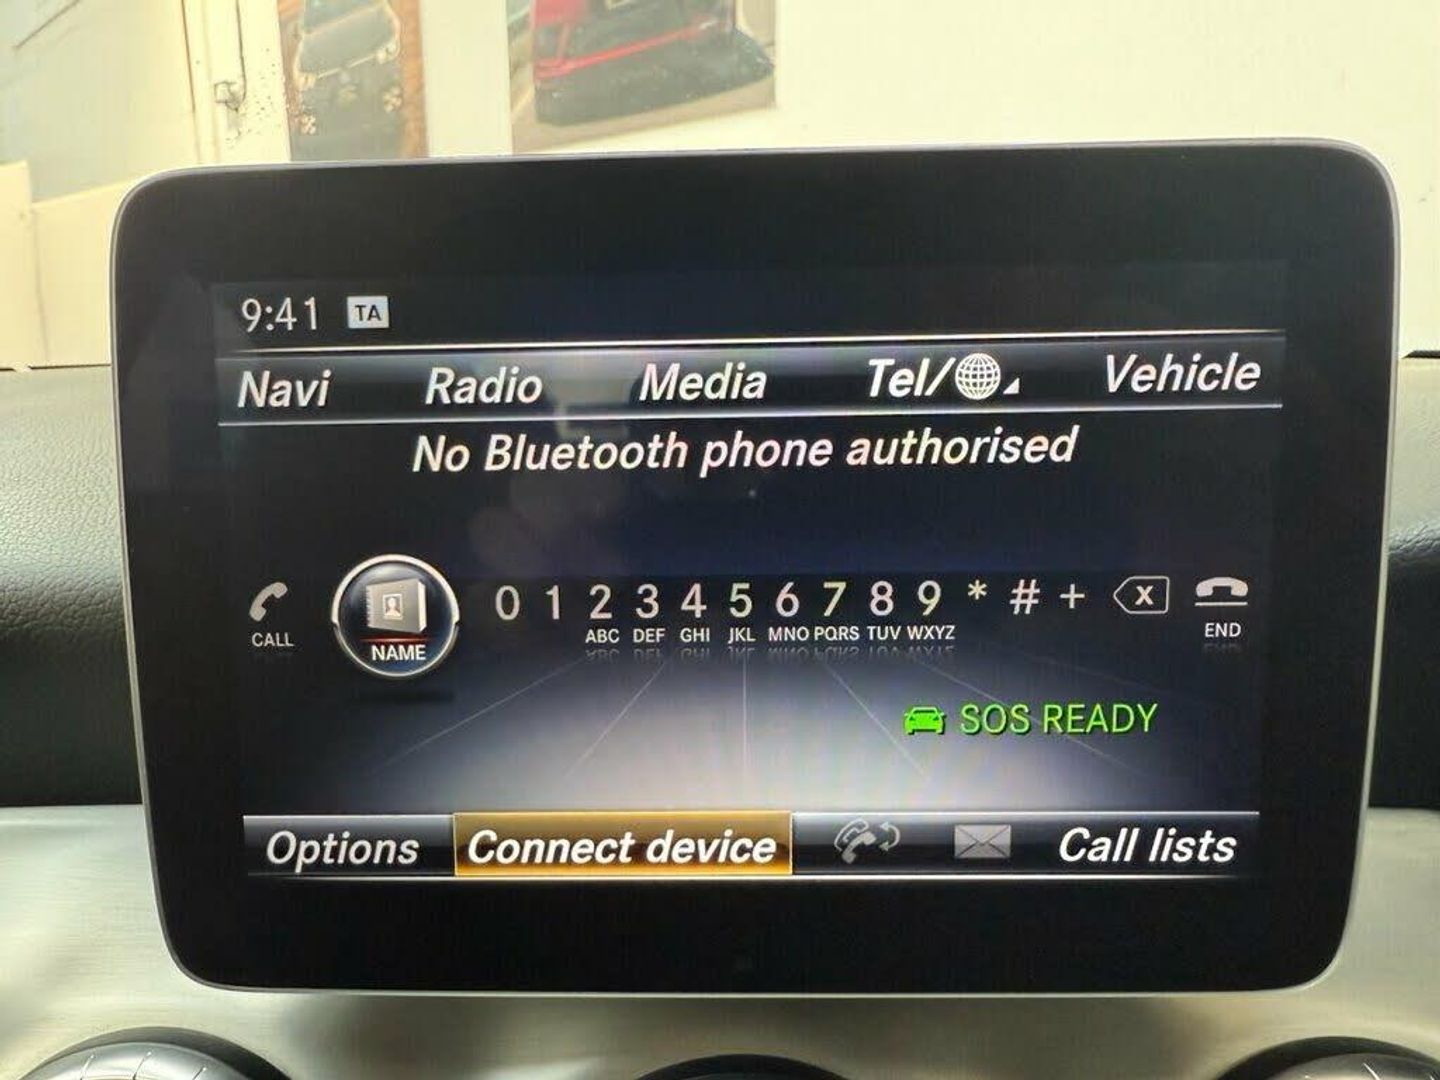 9:41 TA
Navi Radio Media Tel/ Vehicle
No Bluetooth phone authorised
CALL NAME 0 1 2 3 4 5 6 7 8 9 * # + X END
ABC DEF GHI JKL MNO PQRS TUV WXYZ
SOS READY
Options Connect device Call lists